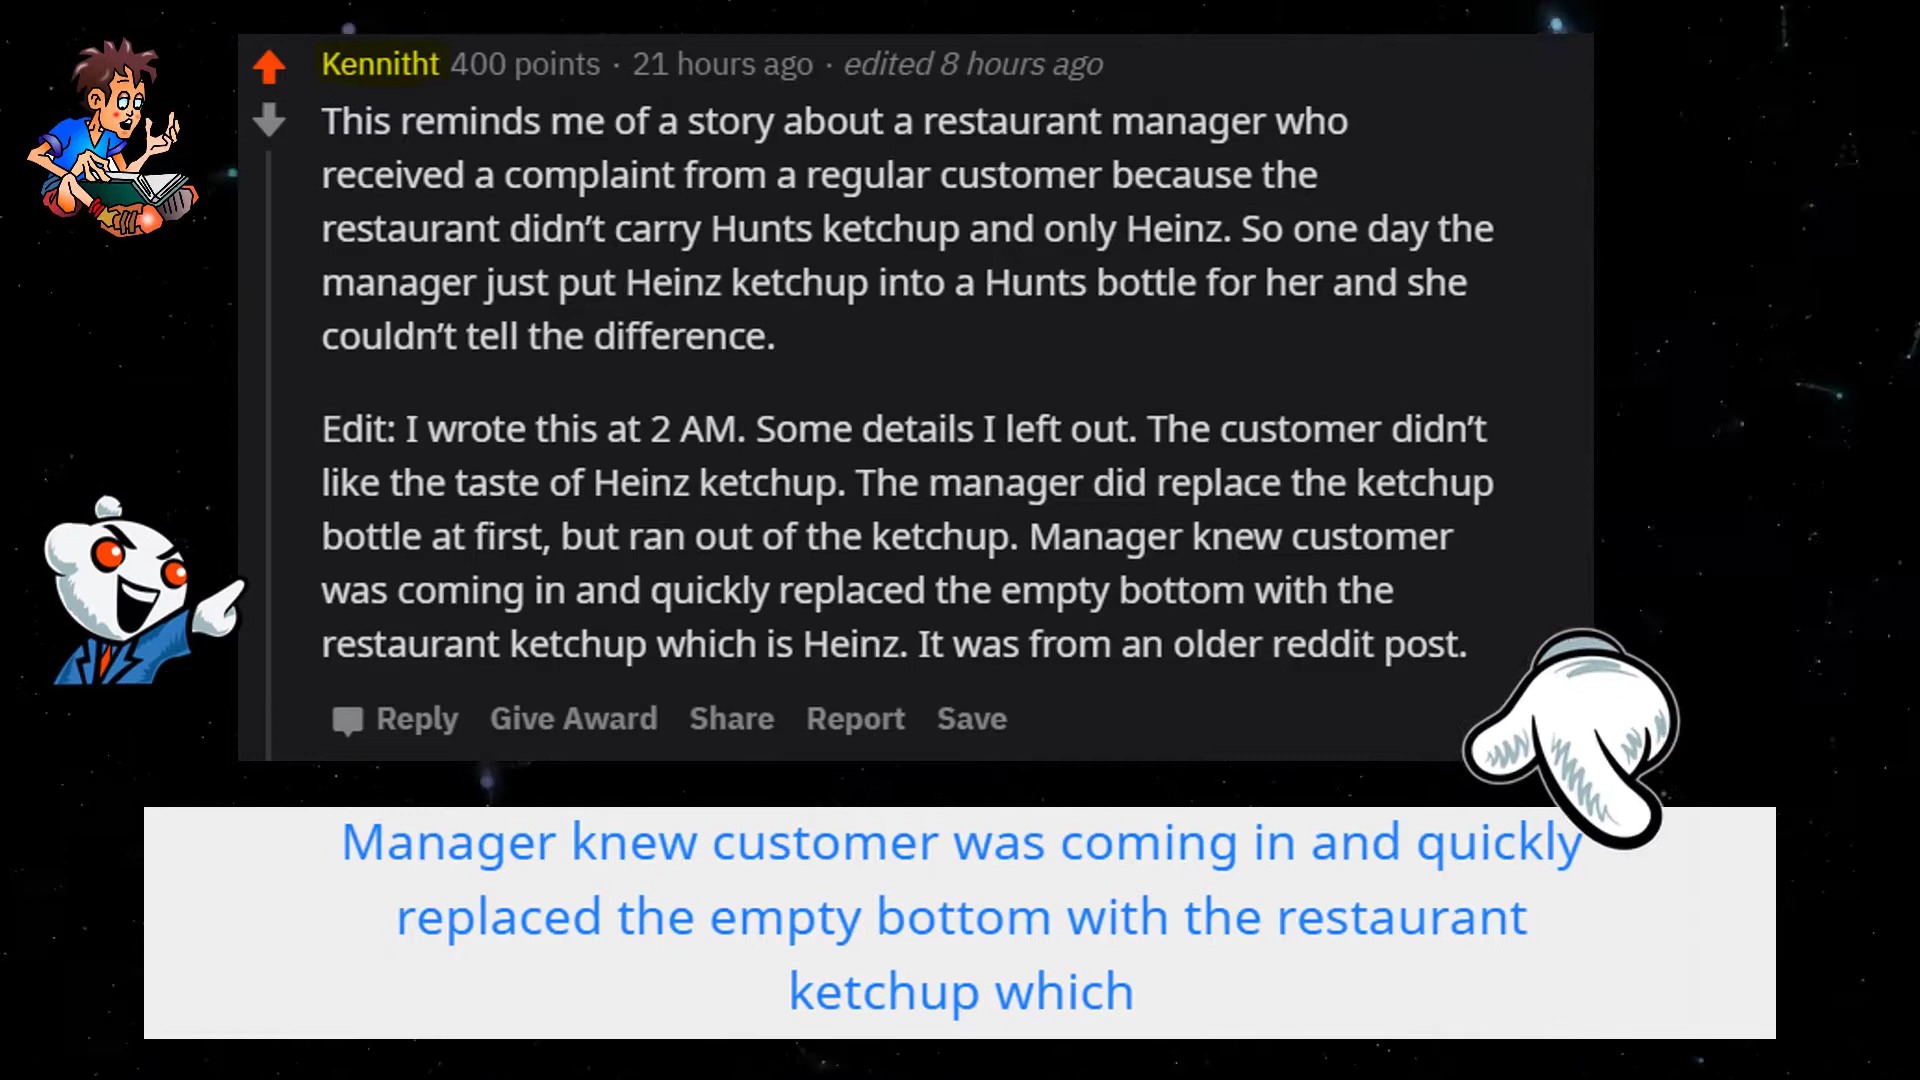 Kennitht 400 points · 21 hours ago · edited 8 hours ago
This reminds me of a story about a restaurant manager who
received a complaint from a regular customer because the
restaurant didn’t carry Hunts ketchup and only Heinz. So one day the
manager just put Heinz ketchup into a Hunts bottle for her and she
couldn’t tell the difference.
Edit: I wrote this at 2 AM. Some details I left out. The customer didn’t
like the taste of Heinz ketchup. The manager did replace the ketchup
bottle at first, but ran out of the ketchup. Manager knew customer
was coming in and quickly replaced the empty bottom with the
restaurant ketchup which is Heinz. It was from an older reddit post.
Reply Give Award Share Report Save
Manager knew customer was coming in and quickly
replaced the empty bottom with the restaurant
ketchup which